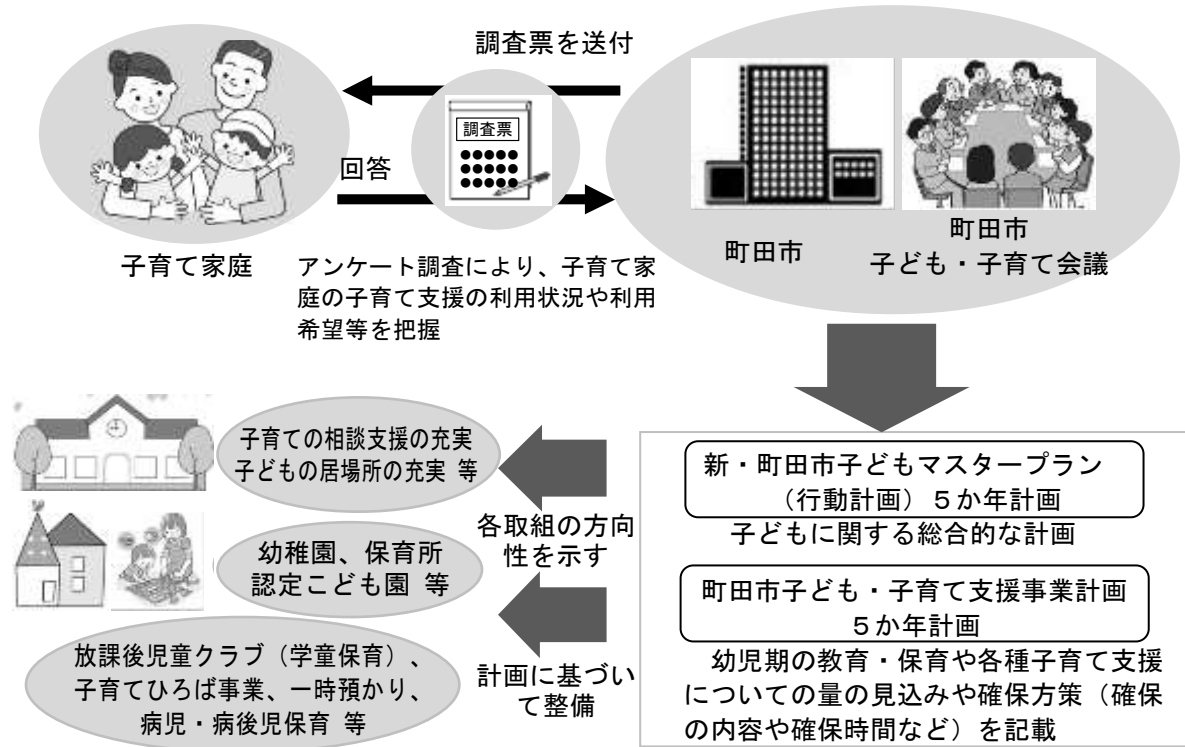 調査票を送付
調査票
回答
子育て家庭
アンケート調査により、子育て家
庭の子育て支援の利用状況や利用
希望等を把握
町田市
町田市
子ども・子育て会議
新・町田市子どもマスタープラン
（行動計画）５か年計画
子どもに関する総合的な計画
町田市子ども・子育て支援事業計画
５か年計画
幼児期の教育・保育や各種子育て支援
についての量の見込みや確保方策（確保
の内容や確保時間など）を記載
各取組の方向
性を示す
計画に基づい
て整備
子育ての相談支援の充実
子どもの居場所の充実 等
幼稚園、保育所
認定こども園 等
放課後児童クラブ（学童保育）、
子育てひろば事業、一時預かり、
病児・病後児保育 等